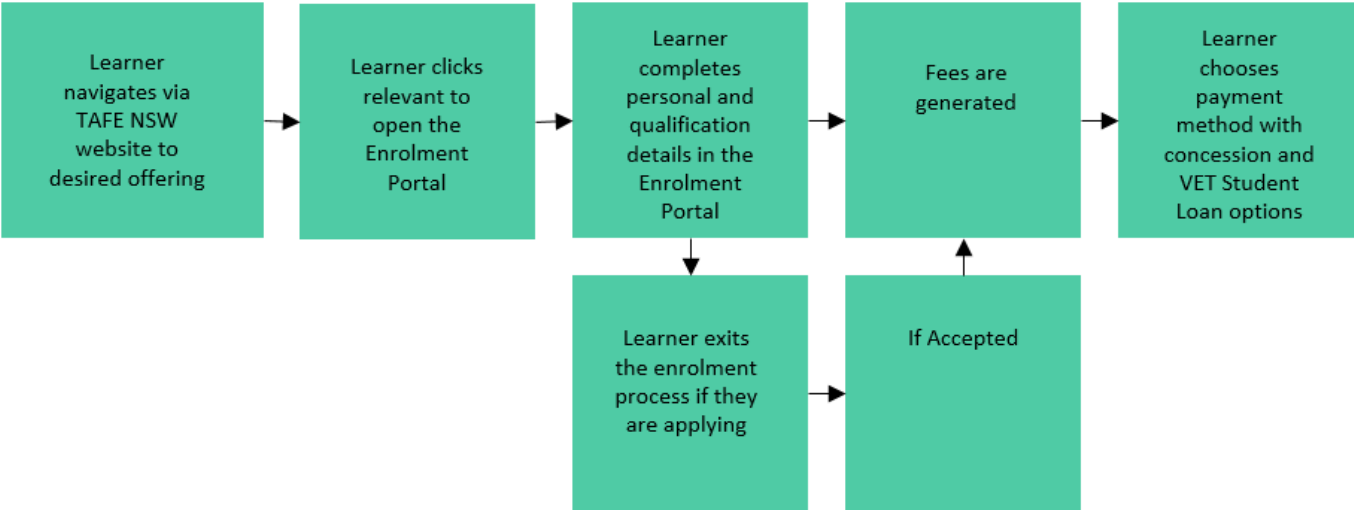 Learner
navigates via
TAFE NSW
website to
desired offering
Learner clicks
relevant to
open the
Enrolment
Portal
Learner
completes
personal and
qualification
details in the
Enrolment
Portal
Fees are
generated
Learner
chooses
payment
method with
concession and
VET Student
Loan options
Learner exits
the enrolment
process if they
are applying
If Accepted